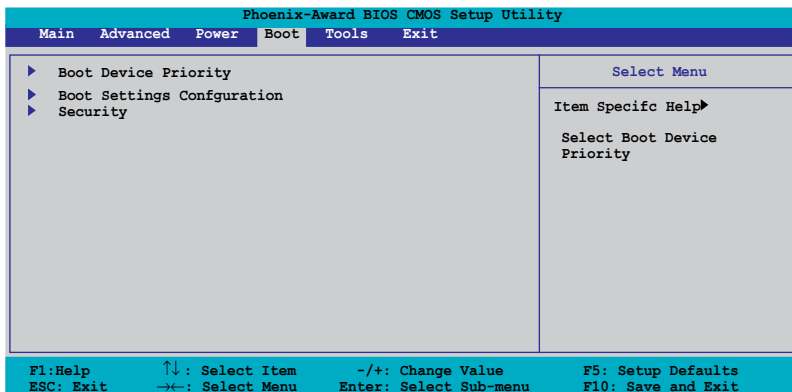 Phoenix-Award BIOS CMOS Setup Utility
Main Advanced Power Boot Tools Exit
Boot Device Priority
Boot Settings Confguration
Security
Select Menu
Item Specifc Help
Select Boot Device
Priority
F1:Help ↑↓: Select Item -/+: Change Value F5: Setup Defaults
ESC: Exit →←: Select Menu Enter: Select Sub-menu F10: Save and Exit